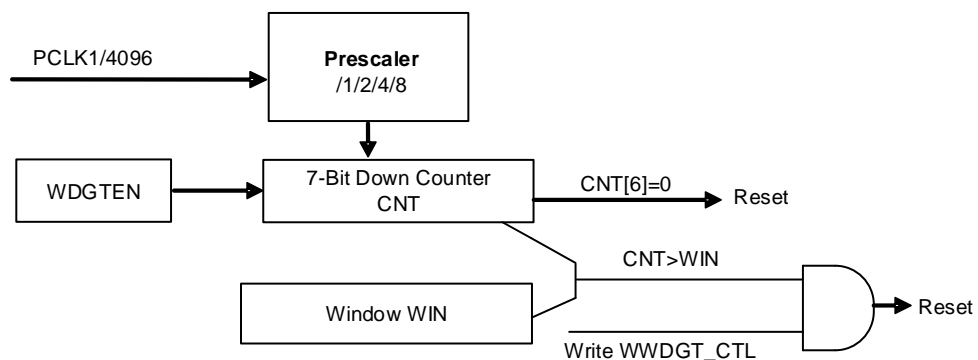 PCLK1/4096
Prescaler
/1/2/4/8
WDGTEN
7-Bit Down Counter
CNT
CNT[6]=0
Reset
CNT>WIN
Window WIN
Reset
Write WWDGT_CTL